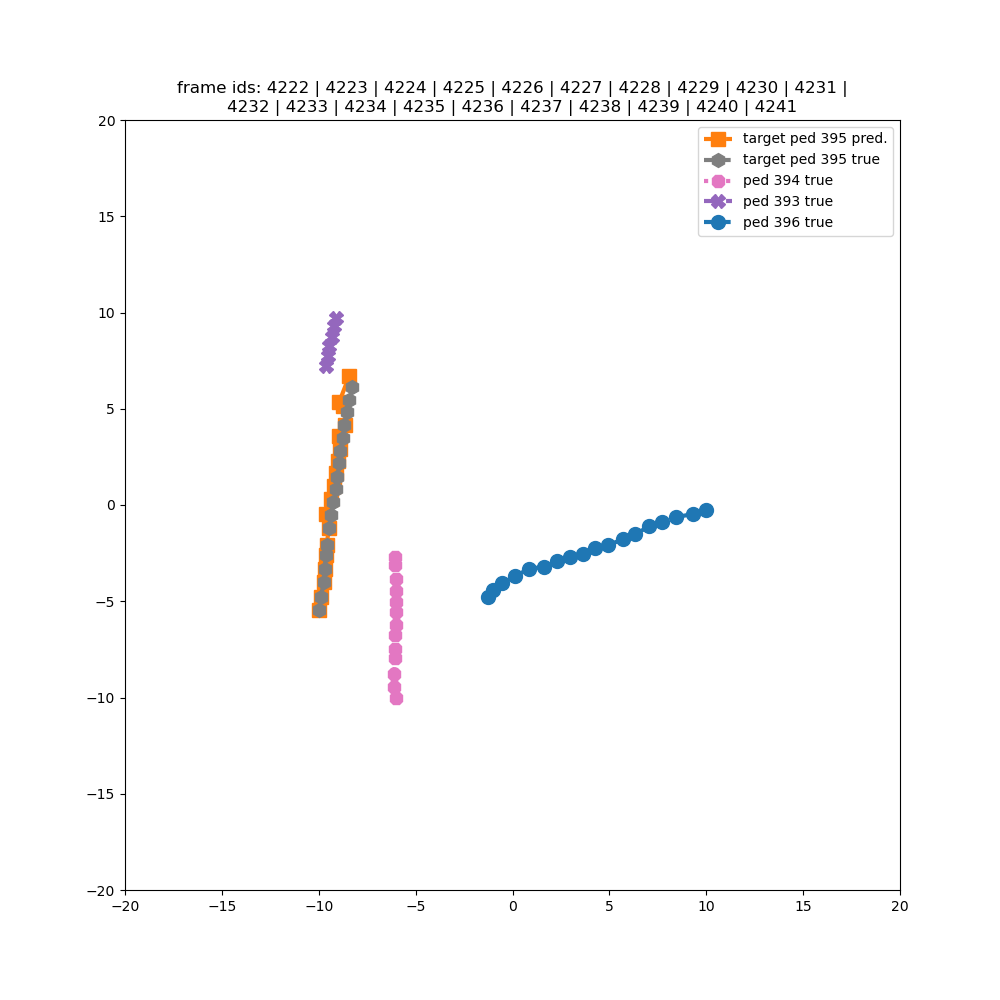 frame ids: 4222 | 4223 | 4224 | 4225 | 4226 | 4227 | 4228 | 4229 | 4230 | 4231 |
4232 | 4233 | 4234 | 4235 | 4236 | 4237 | 4238 | 4239 | 4240 | 4241
target ped 395 pred.
target ped 395 true
ped 394 true
ped 393 true
ped 396 true
20
15
10
5
0
−5
−10
−15
−20
−20 −15 −10 −5 0 5 10 15 20